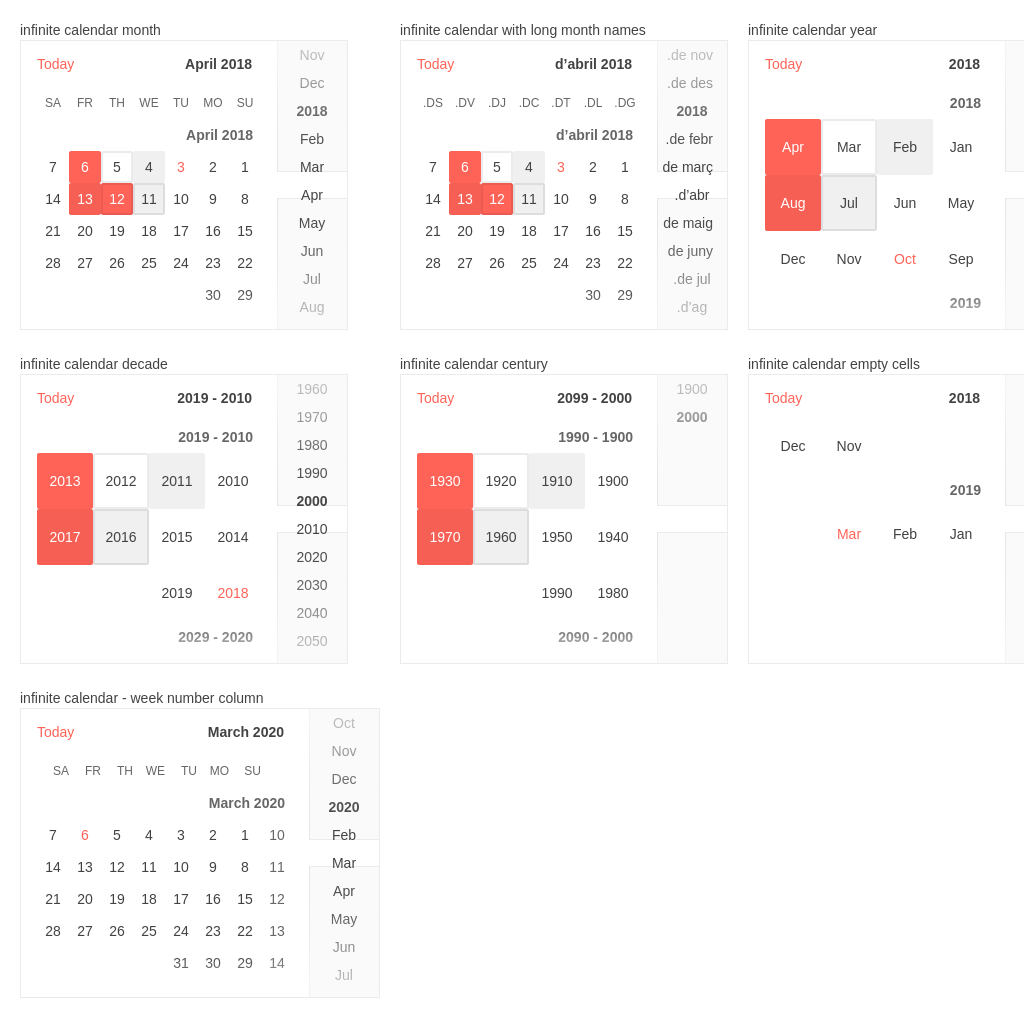 infinite calendar month
Today April 2018
SA FR TH WE TU MO SU
April 2018
7 6 5 4 3 2 1
14 13 12 11 10 9 8
21 20 19 18 17 16 15
28 27 26 25 24 23 22
30 29
Nov
Dec
2018
Feb
Mar
Apr
May
Jun
Jul
Aug
infinite calendar with long month names
Today d’abril 2018
.DS .DV .DJ .DC .DT .DL .DG
d’abril 2018
7 6 5 4 3 2 1
14 13 12 11 10 9 8
21 20 19 18 17 16 15
28 27 26 25 24 23 22
30 29
.de nov
.de des
2018
.de febr
de març
.d’abr
de maig
de juny
.de jul
.d’ag
infinite calendar year
Today 2018
2018
Apr Mar Feb Jan
Aug Jul Jun May
Dec Nov Oct Sep
2019
infinite calendar decade
Today 2019 - 2010
2019 - 2010
2013 2012 2011 2010
2017 2016 2015 2014
2019 2018
2029 - 2020
1960
1970
1980
1990
2000
2010
2020
2030
2040
2050
infinite calendar century
Today 2099 - 2000
1990 - 1900
1930 1920 1910 1900
1970 1960 1950 1940
1990 1980
2090 - 2000
1900
2000
infinite calendar empty cells
Today 2018
Dec Nov
2019
Mar Feb Jan
infinite calendar - week number column
Today March 2020
SA FR TH WE TU MO SU
March 2020
7 6 5 4 3 2 1 10
14 13 12 11 10 9 8 11
21 20 19 18 17 16 15 12
28 27 26 25 24 23 22 13
31 30 29 14
Oct
Nov
Dec
2020
Feb
Mar
Apr
May
Jun
Jul